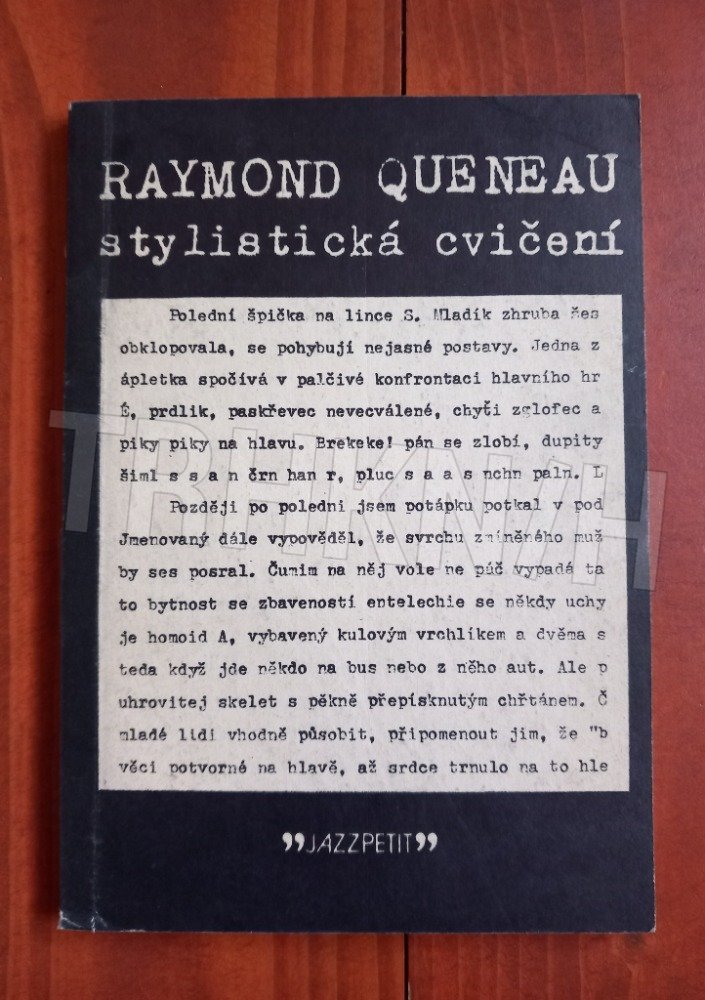 RAYMOND QUENEAU
stylistická cvičení
Polední špička na lince S. Mladík zhruba šes
obklopovala, se pohybují nejasné postavy. Jedna z
ápletka spočívá v palčivé konfrontaci hlavního hr
É, prdlik, paskřevec nevecválené, chyťi zglofec a
piky piky na hlavu. Brekeke! pán se zlobí, dupity
šiml s s a n črn han r, pluc s a a s nchn paln. L
Později po poledni jsem potápku potkal v pod
Jmenovaný dále vypověděl, že svrchu zmíněného muž
by ses posral. Čumim na něj vole ne púč vypadá ta
to bytnost se zbaveností entelechie se někdy uchy
je homoid A, vybavený kulovým vrchlíkem a dvěma s
teda když jde někdo na bus nebo z něho aut. Ale p
uhrovitej skelet s pěkně přepísknutým chřtánem. Č
mladé lidi vhodně působit, připomenout jim, že "b
věci potvorné na hlavě, až srdce trnulo na to hle
”JAZZPETIT”
TBHKNIH